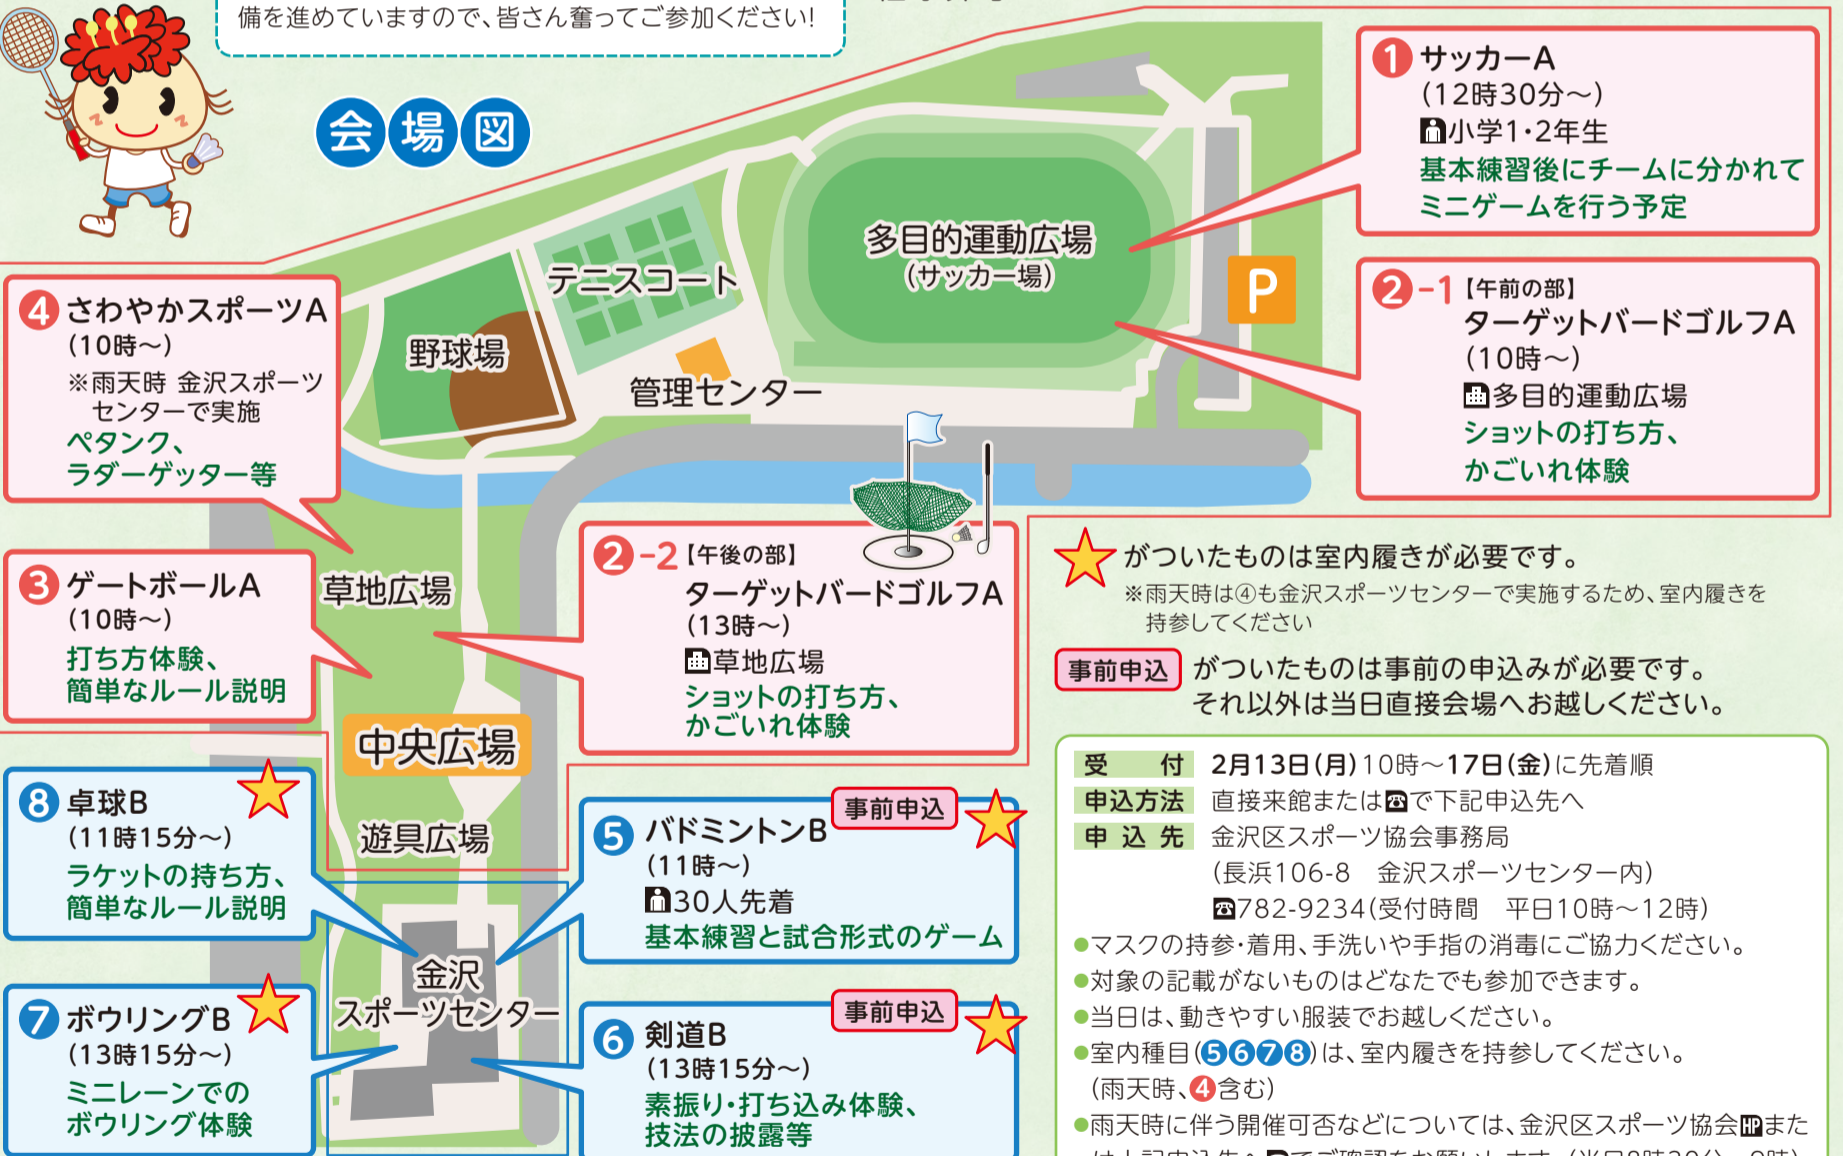 備を進めていますので、皆さん奮ってご参加ください!
会場図
1 サッカーA
(12時30分～)
小学1・2年生
基本練習後にチームに分かれて
ミニゲームを行う予定
2-1【午前の部】
ターゲットバードゴルフA
(10時～)
多目的運動広場
ショットの打ち方、
かごいれ体験
多目的運動広場
(サッカー場)
P
テニスコート
野球場
管理センター
4 さわやかスポーツA
(10時～)
※雨天時 金沢スポーツ
センターで実施
ペタンク、
ラダーゲッター等
3 ゲートボールA
(10時～)
打ち方体験、
簡単なルール説明
草地広場
2-2【午後の部】
ターゲットバードゴルフA
(13時～)
草地広場
ショットの打ち方、
かごいれ体験
中央広場
遊具広場
8 卓球B
(11時15分～)
ラケットの持ち方、
簡単なルール説明
事前申込
5 バドミントンB
(11時～)
30人先着
基本練習と試合形式のゲーム
金沢
スポーツセンター
7 ボウリングB
(13時15分～)
ミニレーンでの
ボウリング体験
事前申込
6 剣道B
(13時15分～)
素振り・打ち込み体験、
技法の披露等
がついたものは室内履きが必要です。
※雨天時は④も金沢スポーツセンターで実施するため、室内履きを
持参してください
事前申込 がついたものは事前の申込みが必要です。
それ以外は当日直接会場へお越しください。
受付 2月13日(月)10時～17日(金)に先着順
申込方法 直接来館または☎で下記申込先へ
申込先 金沢区スポーツ協会事務局
(長浜106-8 金沢スポーツセンター内)
☎782-9234(受付時間 平日10時～12時)
●マスクの持参・着用、手洗いや手指の消毒にご協力ください。
●対象の記載がないものはどなたでも参加できます。
●当日は、動きやすい服装でお越しください。
●室内種目(5678)は、室内履きを持参してください。
(雨天時、4含む)
●雨天時に伴う開催可否などについては、金沢区スポーツ協会HPまた